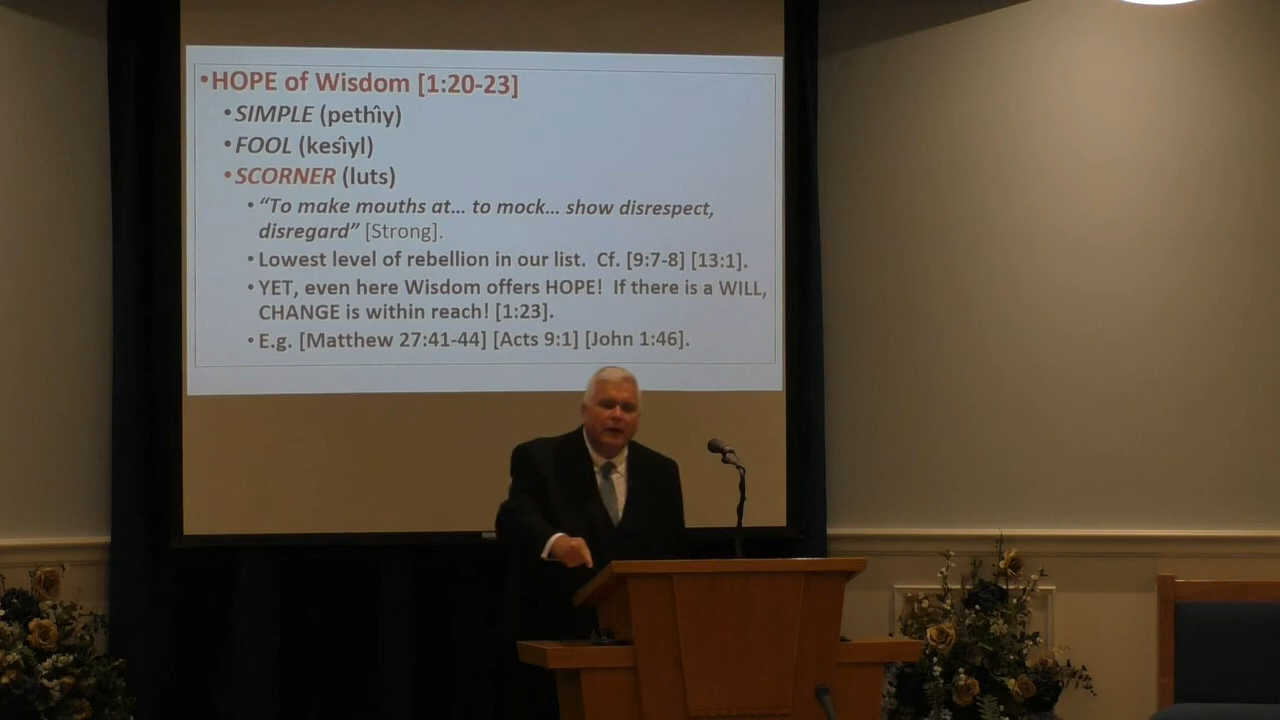 •HOPE of Wisdom [1:20-23]
•SIMPLE (pethîy)
•FOOL (kesîyl)
•SCORNER (luts)
•“To make mouths at... to mock... show disrespect,
disregard” [Strong].
•Lowest level of rebellion in our list. Cf. [9:7-8] [13:1].
•YET, even here Wisdom offers HOPE! If there is a WILL,
CHANGE is within reach! [1:23].
•E.g. [Matthew 27:41-44] [Acts 9:1] [John 1:46].